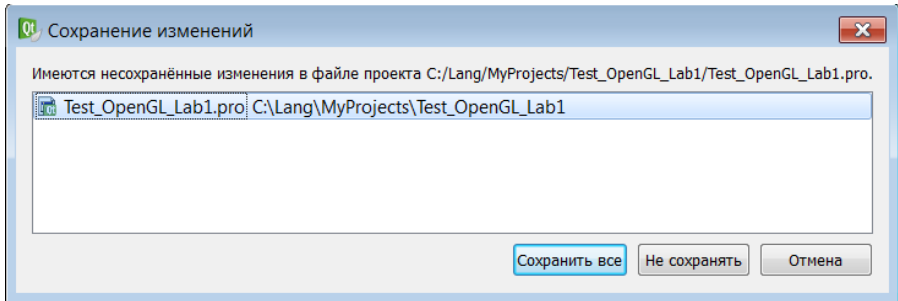 Сохранение изменений
Имеются несохранённые изменения в файле проекта C:/Lang/MyProjects/Test_OpenGL_Lab1/Test_OpenGL_Lab1.pro.
Test_OpenGL_Lab1.pro C:\Lang\MyProjects\Test_OpenGL_Lab1
Сохранить все Не сохранять Отмена